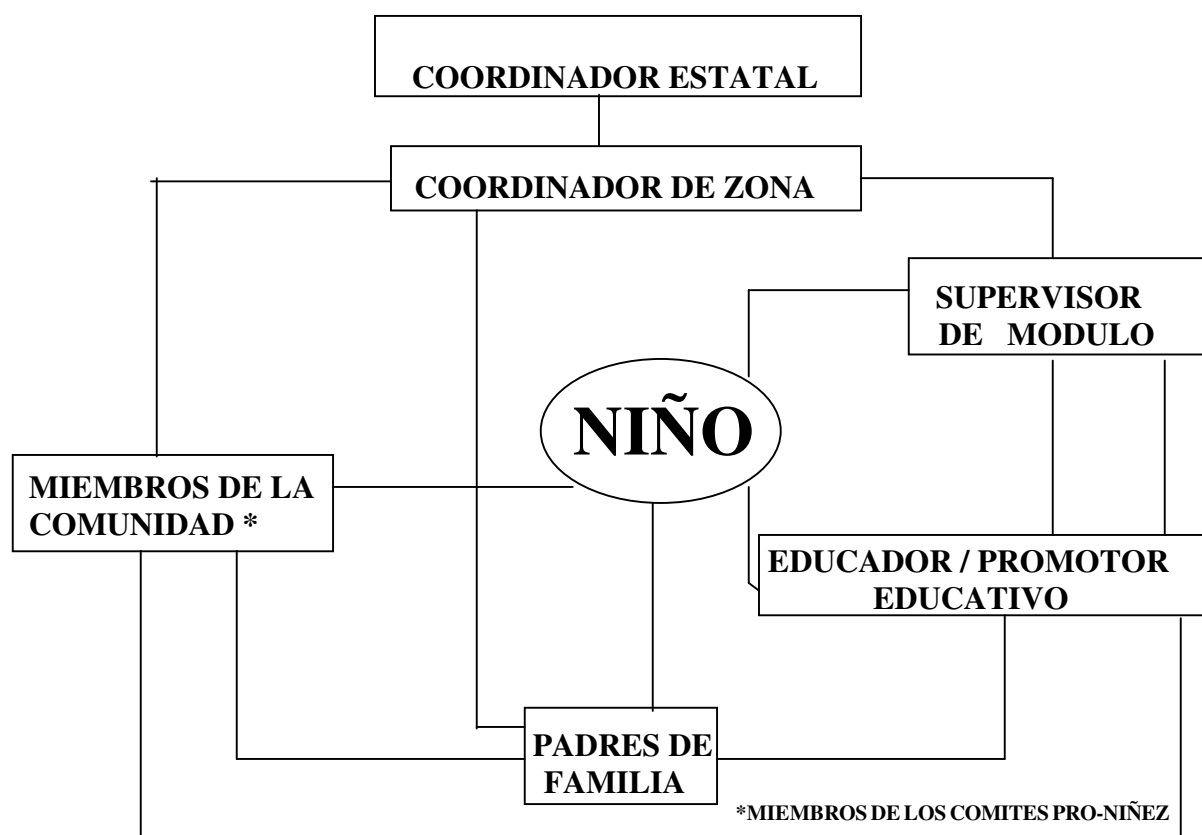 COORDINADOR ESTATAL
COORDINADOR DE ZONA
SUPERVISOR
DE MODULO
NIÑO
MIEMBROS DE LA
COMUNIDAD *
EDUCADOR / PROMOTOR
EDUCATIVO
PADRES DE
FAMILIA
*MIEMBROS DE LOS COMITES PRO-NIÑEZ